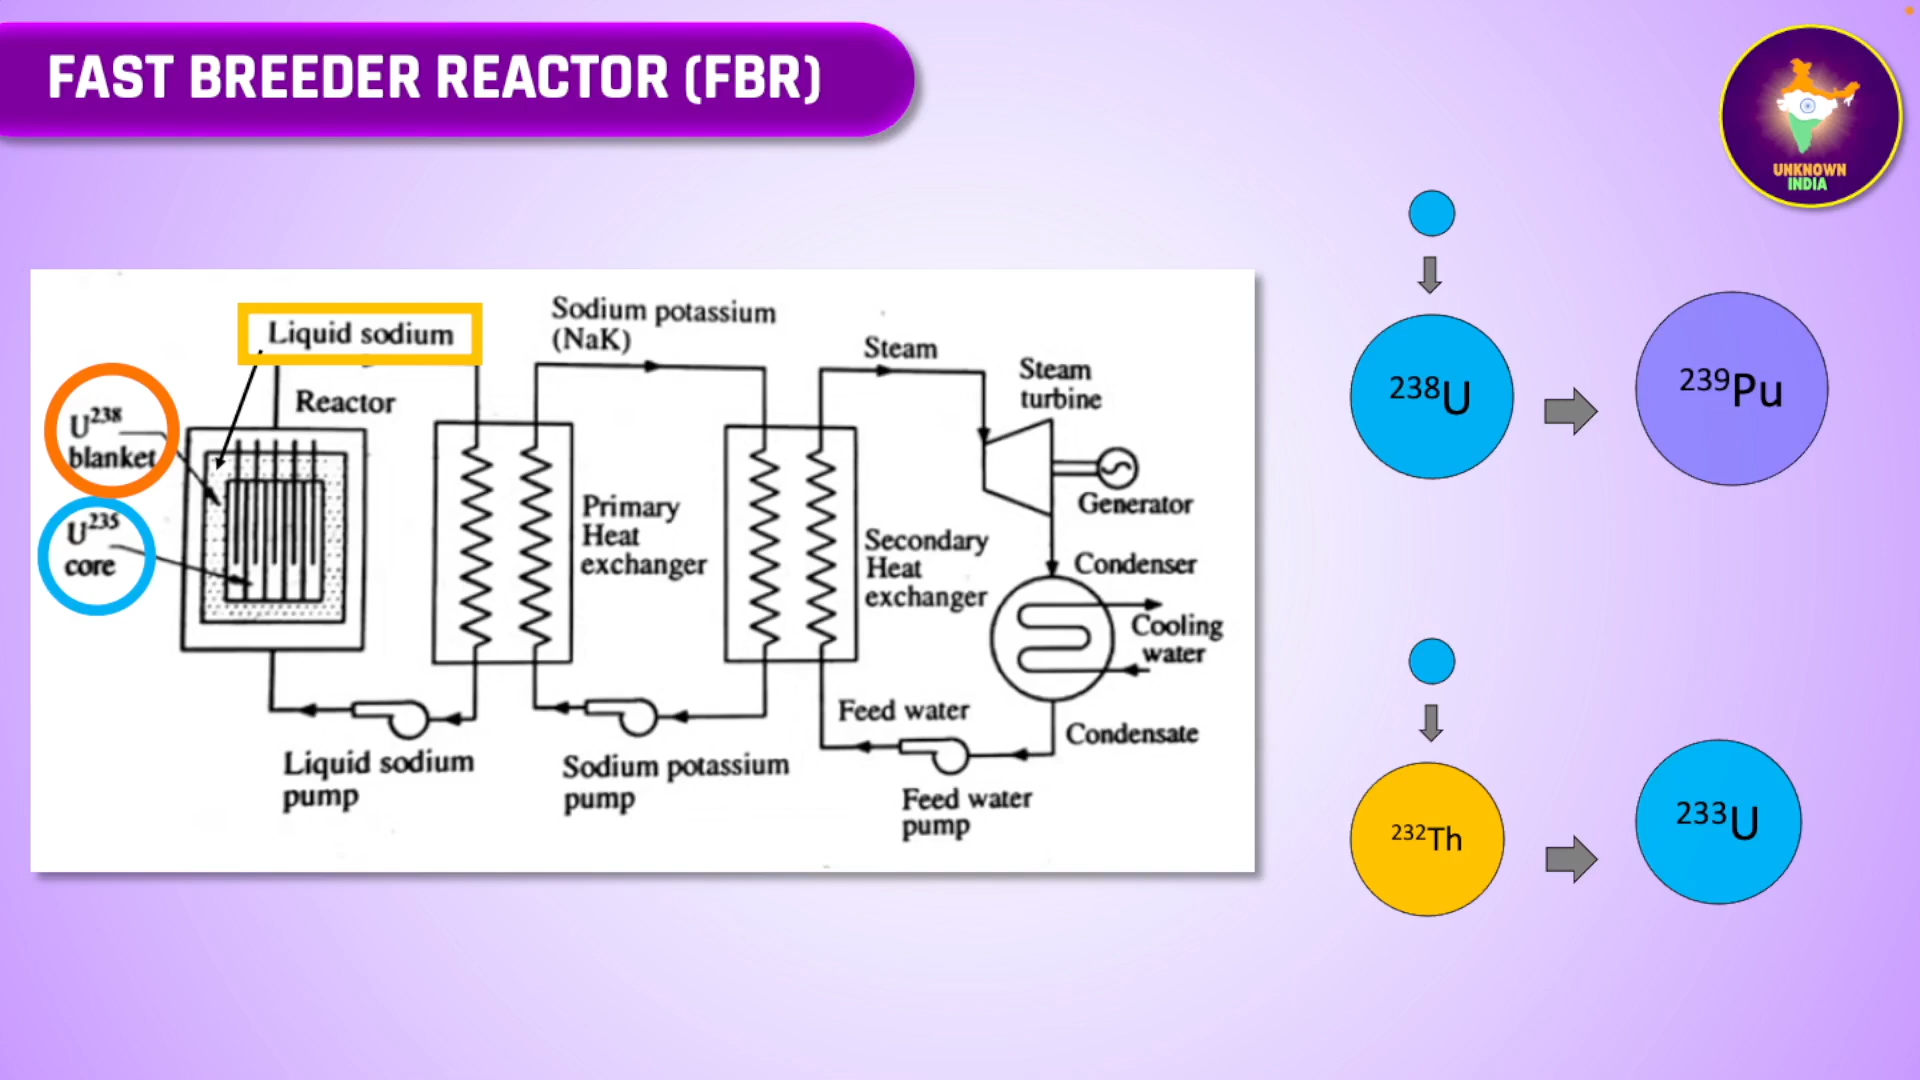 FAST BREEDER REACTOR (FBR)
UNKNOWN
INDIA
Liquid sodium
Sodium potassium
(NaK)
Steam
Steam
turbine
Reactor
U²³⁸
blanket
U²³⁵
core
Primary
Heat
exchanger
Secondary
Heat
exchanger
Generator
Condenser
Cooling
water
Feed water
Condensate
Liquid sodium
pump
Sodium potassium
pump
Feed water
pump
²³⁸U
²³⁹Pu
²³²Th
²³³U